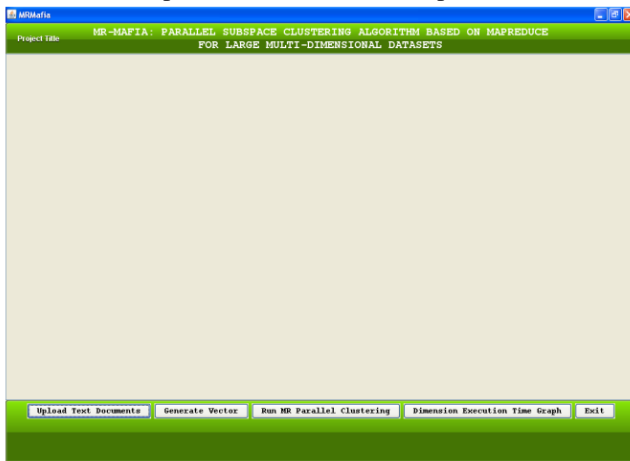 MRMafia
Project Title
MR-MAFIA: PARALLEL SUBSPACE CLUSTERING ALGORITHM BASED ON MAPREDUCE
FOR LARGE MULTI-DIMENSIONAL DATASETS
Upload Text Documents Generate Vector Run MR Parallel Clustering Dimension Execution Time Graph Exit